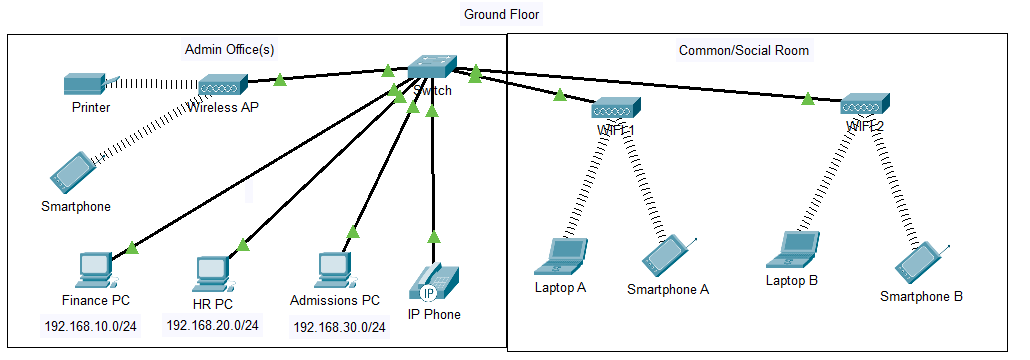 Ground Floor
Admin Office(s)
Common/Social Room
Switch
Printer
Wireless AP
WIFI 1
WIFI 2
Smartphone
Finance PC
HR PC
Admissions PC
IP
IP Phone
192.168.10.0/24
192.168.20.0/24
192.168.30.0/24
Laptop A
Smartphone A
Laptop B
Smartphone B